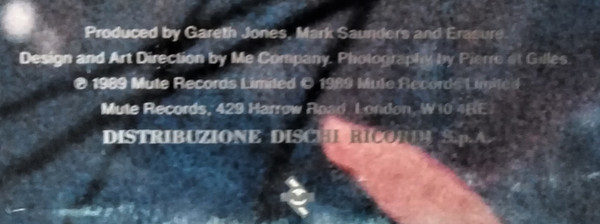 Produced by Gareth Jones, Mark Saunders and Erasure.
Design and Art Direction by Me Company. Photography by Pierre et Gilles.
℗ 1989 Mute Records Limited © 1989 Mute Records Limited
Mute Records, 429 Harrow Road, London, W10 4RE.
DISTRIBUZIONE DISCHI RICORDI S.p.A.